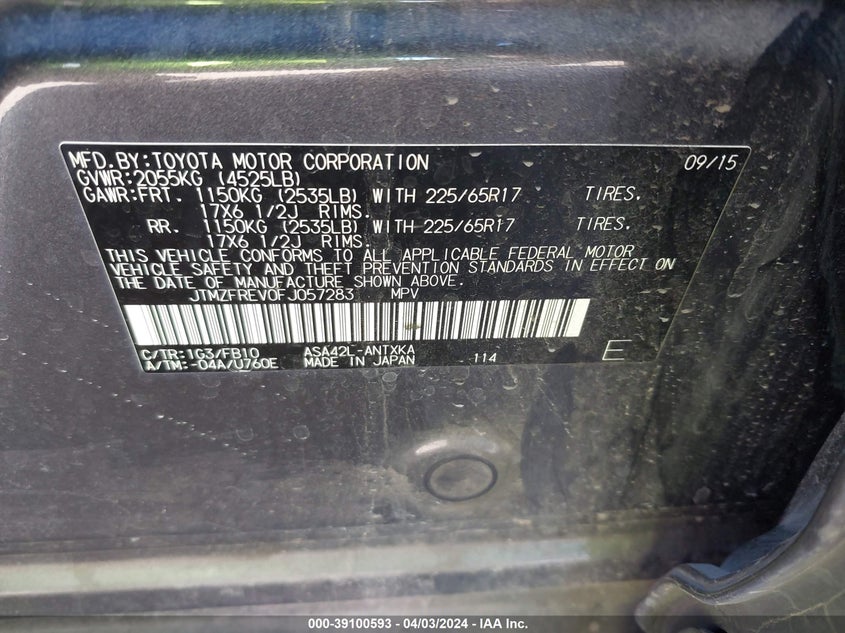 MFD.BY:TOYOTA MOTOR CORPORATION 09/15
GVWR:2055KG (4525LB)
GAWR:FRT. 1150KG (2535LB) WITH 225/65R17 TIRES.
17X6 1/2J RIMS.
RR. 1150KG (2535LB) WITH 225/65R17 TIRES.
17X6 1/2J RIMS.
THIS VEHICLE CONFORMS TO ALL APPLICABLE FEDERAL MOTOR
VEHICLE SAFETY AND THEFT PREVENTION STANDARDS IN EFFECT ON
THE DATE OF MANUFACTURE SHOWN ABOVE.
JTMZFREV0FJ057283 MPV
C/TR:1G3/FB10 ASA42L-ANTXKA
A/TM:-04A/U760E MADE IN JAPAN 114 E
000-39100593 - 04/03/2024 - IAA Inc.